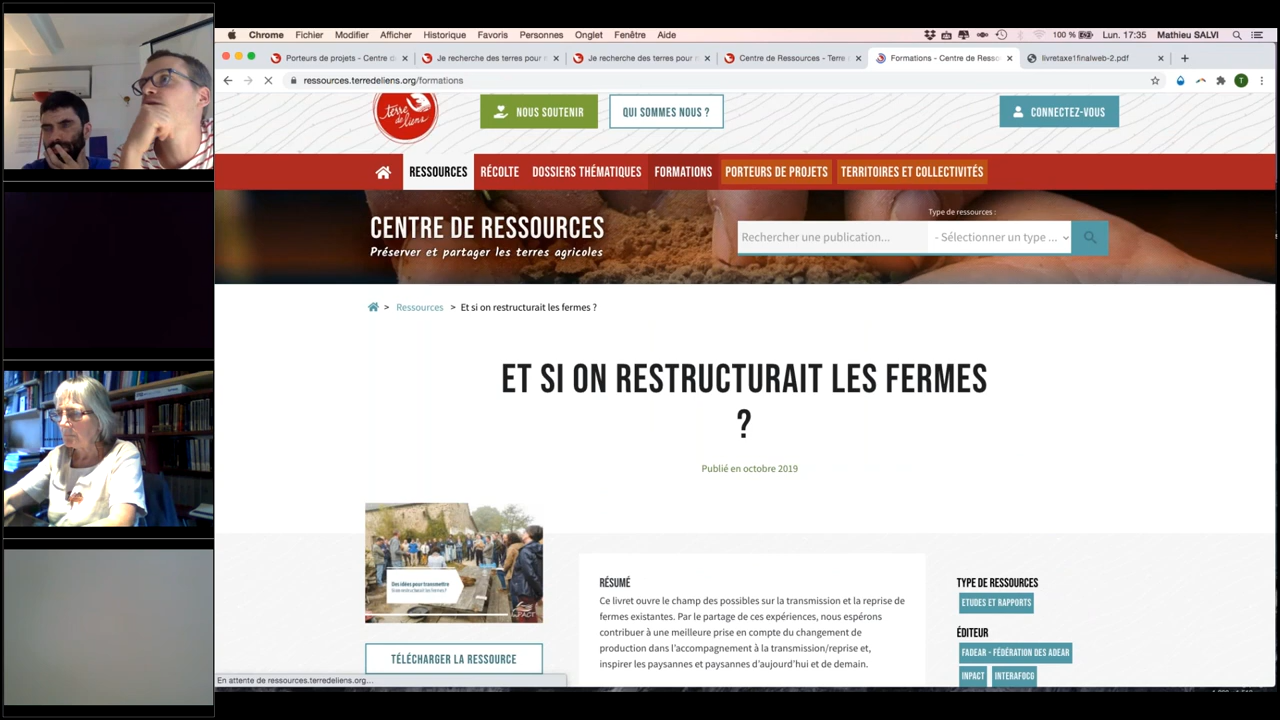 Chrome Fichier Modifier Afficher Historique Favoris Personnes Onglet Fenêtre Aide 100 % Lun. 17:35 Mathieu SALVI
Porteurs de projets - Centre d
Je recherche des terres pour
Je recherche des terres pour
Centre de Ressources - Terre
Formations - Centre de Resso
livretaxe1finalweb-2.pdf
ressources.terredeliens.org/formations
T
terre de liens
NOUS SOUTENIR
QUI SOMMES NOUS ?
CONNECTEZ-VOUS
RESSOURCES RÉCOLTE DOSSIERS THÉMATIQUES FORMATIONS PORTEURS DE PROJETS TERRITOIRES ET COLLECTIVITÉS
Type de ressources :
CENTRE DE RESSOURCES
Rechercher une publication... - Sélectionner un type ...
Préserver et partager les terres agricoles
> Ressources > Et si on restructurait les fermes ?
ET SI ON RESTRUCTURAIT LES FERMES
?
Publié en octobre 2019
Des idées pour transmettre
TÉLÉCHARGER LA RESSOURCE
RÉSUMÉ
Ce livret ouvre le champ des possibles sur la transmission et la reprise de
fermes existantes. Par le partage de ces expériences, nous espérons
contribuer à une meilleure prise en compte du changement de
production dans l'accompagnement à la transmission/reprise et,
inspirer les paysannes et paysans d'aujourd'hui et de demain.
TYPE DE RESSOURCES
ETUDES ET RAPPORTS
ÉDITEUR
FADEAR - FÉDÉRATION DES ADEAR
INPACT INTERAFOCG
En attente de ressources.terredeliens.org...